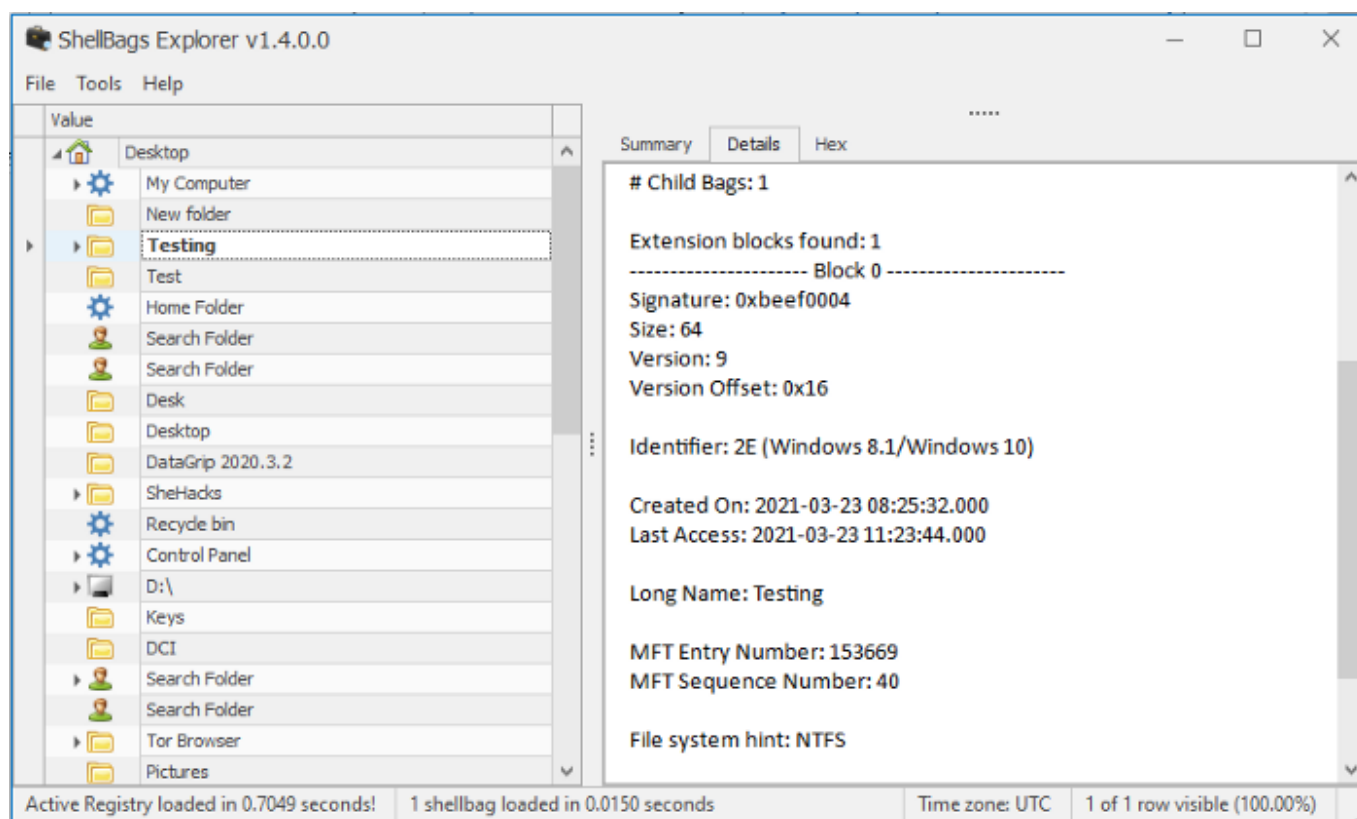 ShellBags Explorer v1.4.0.0
File Tools Help
Value
Desktop
My Computer
New folder
Testing
Test
Home Folder
Search Folder
Search Folder
Desk
Desktop
DataGrip 2020.3.2
SheHacks
Recycle bin
Control Panel
D:\
Keys
DCI
Search Folder
Search Folder
Tor Browser
Pictures
Summary Details Hex
# Child Bags: 1
Extension blocks found: 1
---------------------- Block 0 ----------------------
Signature: 0xbeef0004
Size: 64
Version: 9
Version Offset: 0x16
Identifier: 2E (Windows 8.1/Windows 10)
Created On: 2021-03-23 08:25:32.000
Last Access: 2021-03-23 11:23:44.000
Long Name: Testing
MFT Entry Number: 153669
MFT Sequence Number: 40
File system hint: NTFS
Active Registry loaded in 0.7049 seconds! 1 shellbag loaded in 0.0150 seconds Time zone: UTC 1 of 1 row visible (100.00%)